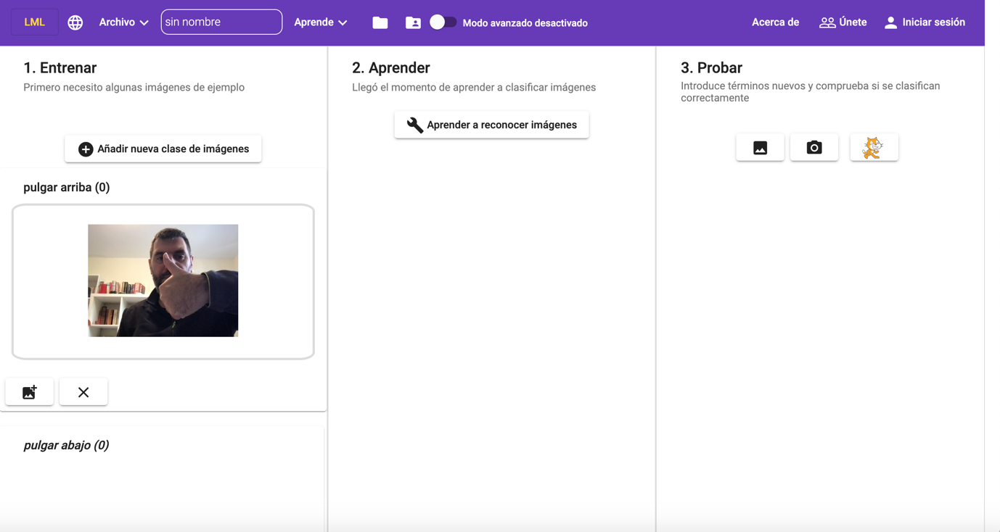 LML
Archivo
sin nombre
Aprende
Modo avanzado desactivado
Acerca de
Únete
Iniciar sesión
1. Entrenar
Primero necesito algunas imágenes de ejemplo
Añadir nueva clase de imágenes
pulgar arriba (0)
pulgar abajo (0)
2. Aprender
Llegó el momento de aprender a clasificar imágenes
Aprender a reconocer imágenes
3. Probar
Introduce términos nuevos y comprueba si se clasifican
correctamente